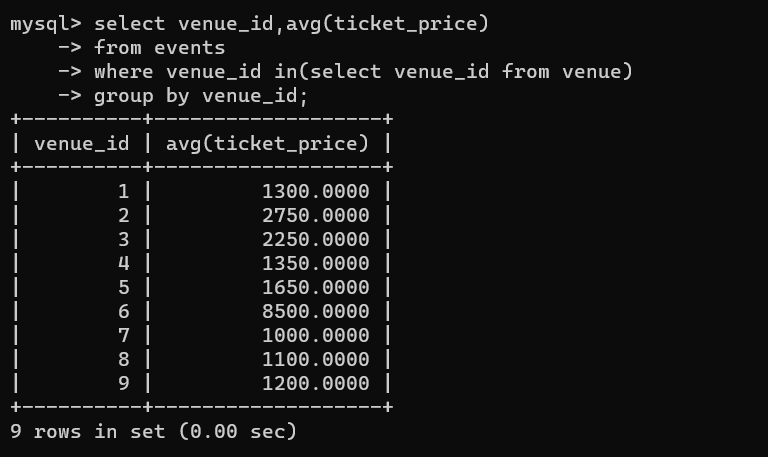 mysql> select venue_id,avg(ticket_price)
    -> from events
    -> where venue_id in(select venue_id from venue)
    -> group by venue_id;
+----------+-------------------+
| venue_id | avg(ticket_price) |
+----------+-------------------+
|        1 |         1300.0000 |
|        2 |         2750.0000 |
|        3 |         2250.0000 |
|        4 |         1350.0000 |
|        5 |         1650.0000 |
|        6 |         8500.0000 |
|        7 |         1000.0000 |
|        8 |         1100.0000 |
|        9 |         1200.0000 |
+----------+-------------------+
9 rows in set (0.00 sec)